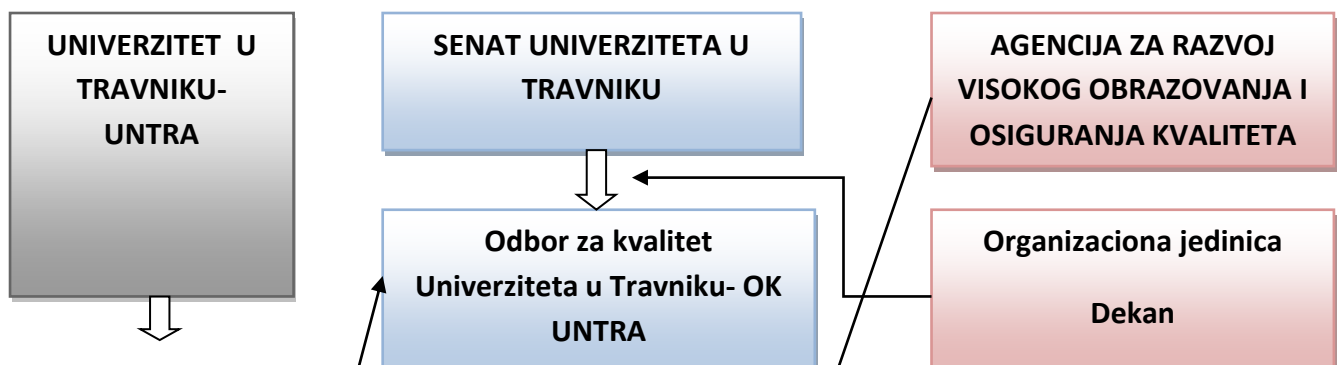 UNIVERZITET U
TRAVNIKU-
UNTRA
SENAT UNIVERZITETA U
TRAVNIKU
AGENCIJA ZA RAZVOJ
VISOKOG OBRAZOVANJA I
OSIGURANJA KVALITETA
Odbor za kvalitet
Univerziteta u Travniku- OK
UNTRA
Organizaciona jedinica
Dekan